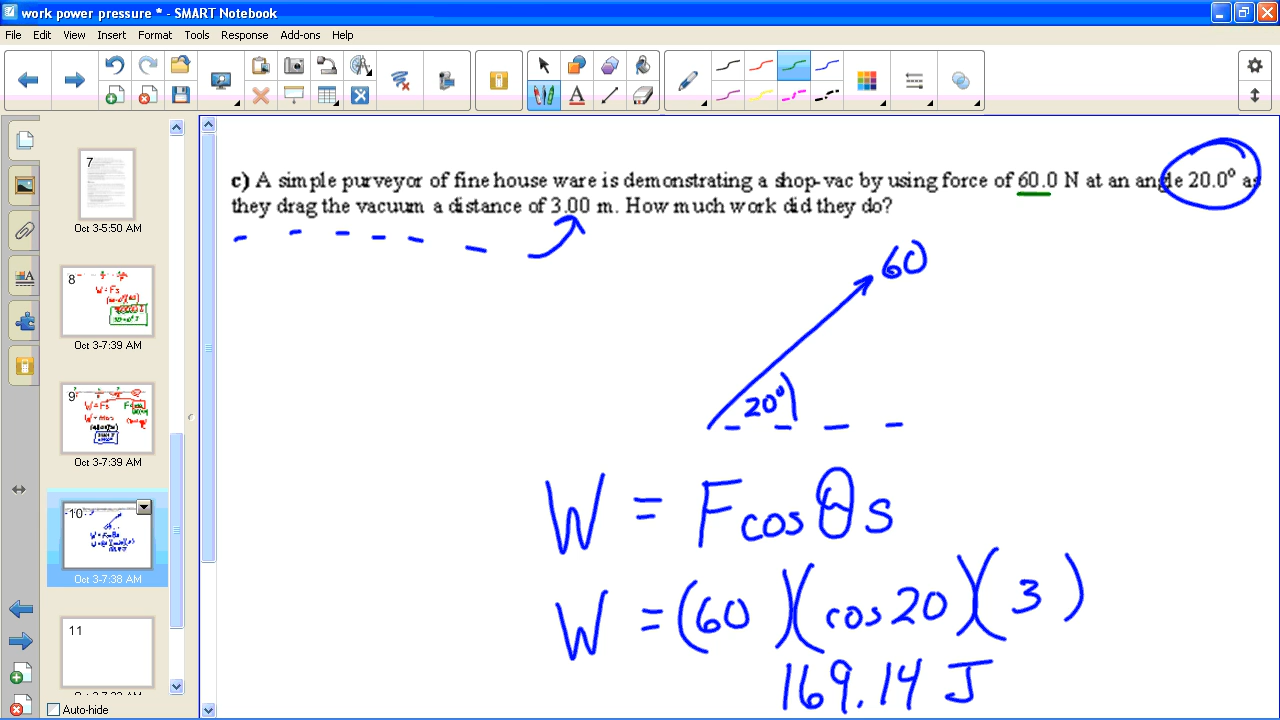 work power pressure * - SMART Notebook
File Edit View Insert Format Tools Response Add-ons Help
7
Oct 3-5:50 AM
8
W = Fs
Oct 3-7:39 AM
9
W = Fs
Oct 3-7:39 AM
10
Oct 3-7:38 AM
11
Auto-hide
c) A simple purveyor of fine house ware is demonstrating a shop-vac by using force of 60.0 N at an angle 20.0° as
they drag the vacuum a distance of 3.00 m. How much work did they do?
60
20°
W = Fcosθs
W = (60)(cos20)(3)
169.14 J